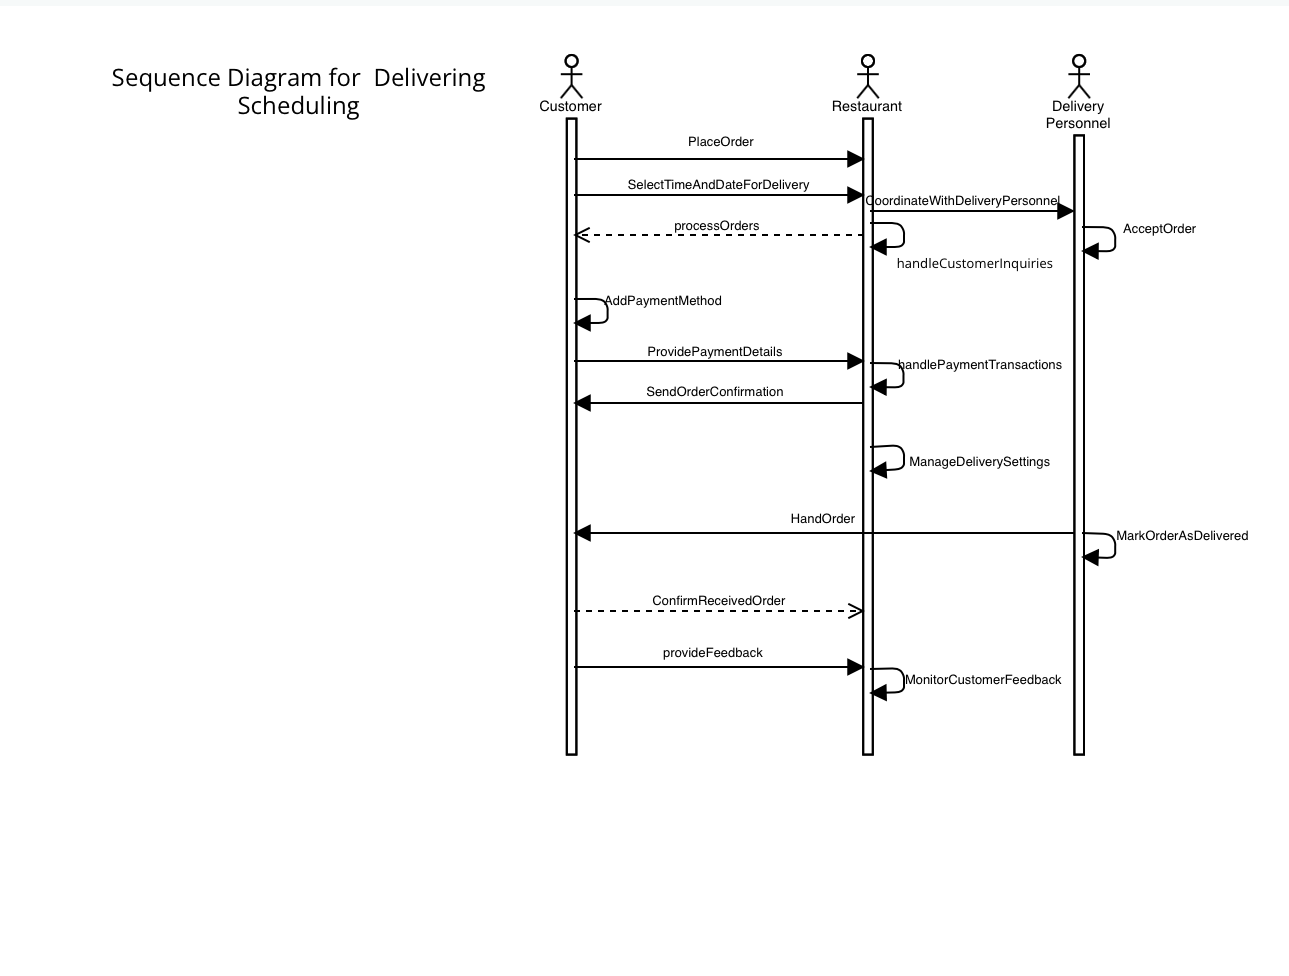 Sequence Diagram for  Delivering
Scheduling
Customer
Restaurant
Delivery
Personnel
PlaceOrder
SelectTimeAndDateForDelivery
CoordinateWithDeliveryPersonnel
processOrders
AcceptOrder
handleCustomerInquiries
AddPaymentMethod
ProvidePaymentDetails
handlePaymentTransactions
SendOrderConfirmation
ManageDeliverySettings
HandOrder
MarkOrderAsDelivered
ConfirmReceivedOrder
provideFeedback
MonitorCustomerFeedback